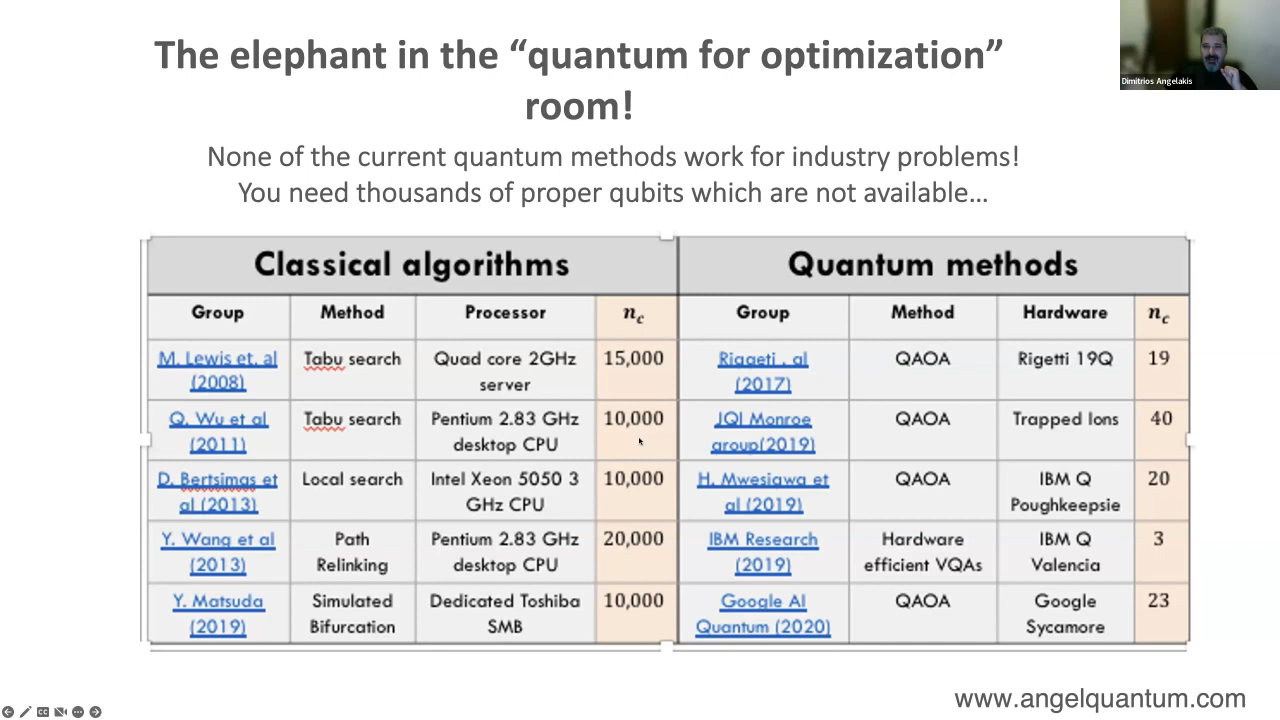 The elephant in the “quantum for optimization”
room!
Dimitrios Angelakis
None of the current quantum methods work for industry problems!
You need thousands of proper qubits which are not available…
Classical algorithms
Quantum methods
Group
Method
Processor
n_c
Group
Method
Hardware
n_c
M. Lewis et. al
(2008)
Tabu search
Quad core 2GHz
server
15,000
Riggeti . al
(2017)
QAOA
Rigetti 19Q
19
Q. Wu et al
(2011)
Tabu search
Pentium 2.83 GHz
desktop CPU
10,000
JQI Monroe
group(2019)
QAOA
Trapped Ions
40
D. Bertsimas et
al (2013)
Local search
Intel Xeon 5050 3
GHz CPU
10,000
H. Mwesigwa et
al (2019)
QAOA
IBM Q
Poughkeepsie
20
Y. Wang et al
(2013)
Path
Relinking
Pentium 2.83 GHz
desktop CPU
20,000
IBM Research
(2019)
Hardware
efficient VQAs
IBM Q
Valencia
3
Y. Matsuda
(2019)
Simulated
Bifurcation
Dedicated Toshiba
SMB
10,000
Google AI
Quantum (2020)
QAOA
Google
Sycamore
23
www.angelquantum.com